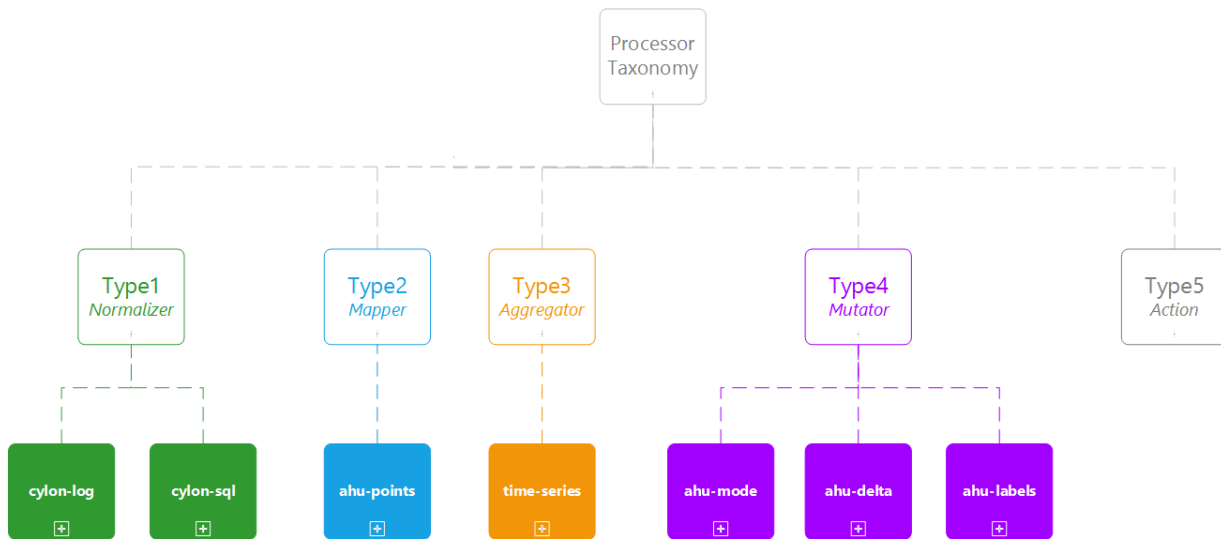 Processor
Taxonomy
Type1
Normalizer
Type2
Mapper
Type3
Aggregator
Type4
Mutator
Type5
Action
cylon-log
cylon-sql
ahu-points
time-series
ahu-mode
ahu-delta
ahu-labels